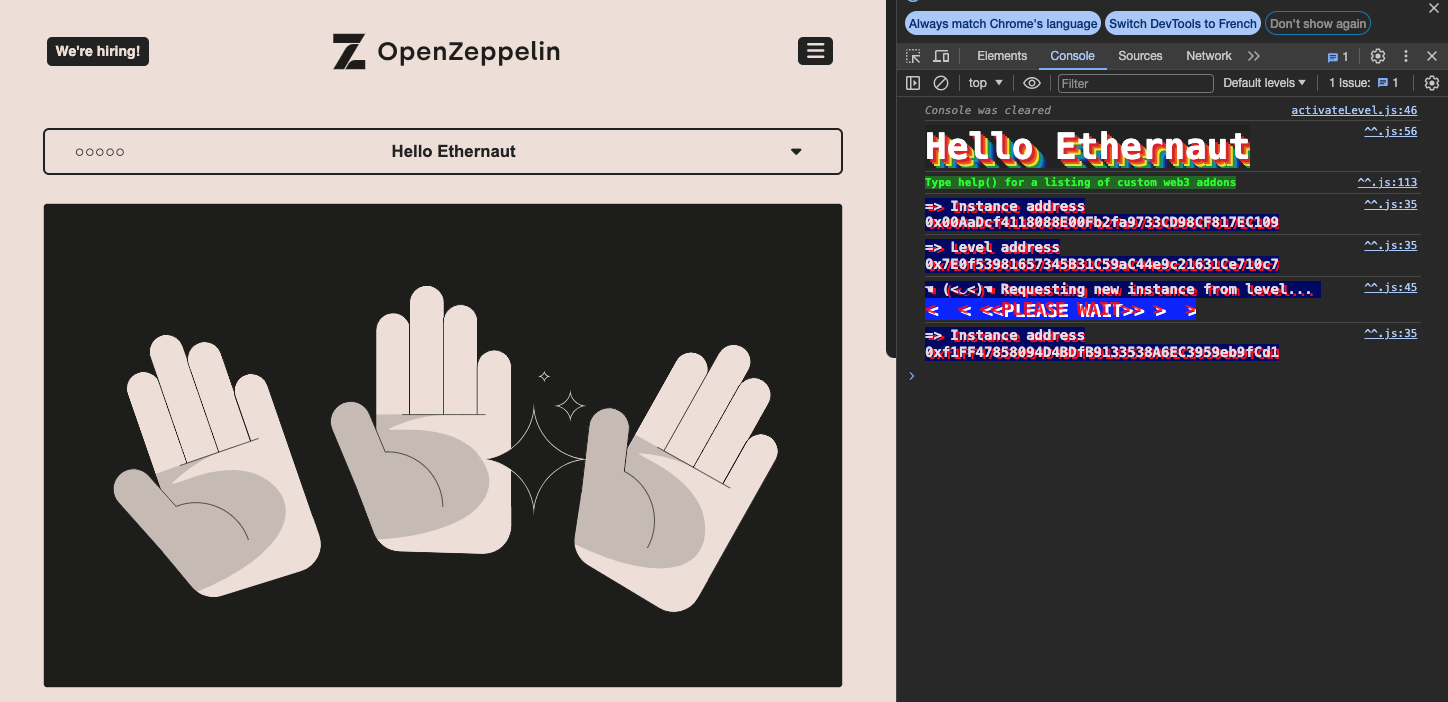 We're hiring!
OpenZeppelin
Hello Ethernaut
Always match Chrome's language
Switch DevTools to French
Don't show again
Elements
Console
Sources
Network
1
top
Filter
Default levels
1 Issue:
1
Console was cleared
activateLevel.js:46
Hello Ethernaut
^^.js:56
Type help() for a listing of custom web3 addons
^^.js:113
=> Instance address
^^.js:35
0x00AaDcf4118088E00Fb2fa9733CD98CF817EC109
=> Level address
^^.js:35
0x7E0f53981657345B31C59aC44e9c21631Ce710c7
Requesting new instance from level...
^^.js:45
<  < <<PLEASE WAIT>> >  >
=> Instance address
^^.js:35
0xf1FF47858094D4BDfB9133538A6EC3959eb9fCd1